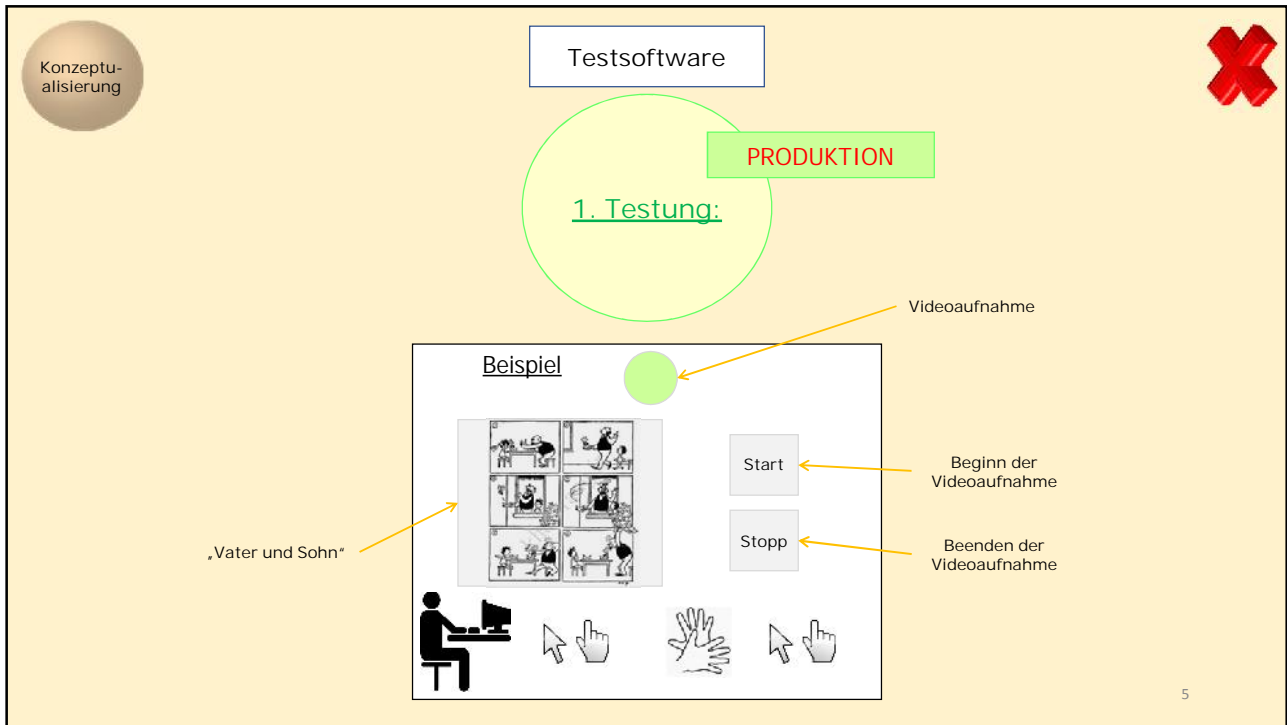 Konzeptu-
alisierung
Testsoftware
PRODUKTION
1. Testung:
Videoaufnahme
Beispiel
Start
Beginn der
Videoaufnahme
Stopp
Beenden der
Videoaufnahme
„Vater und Sohn“
5